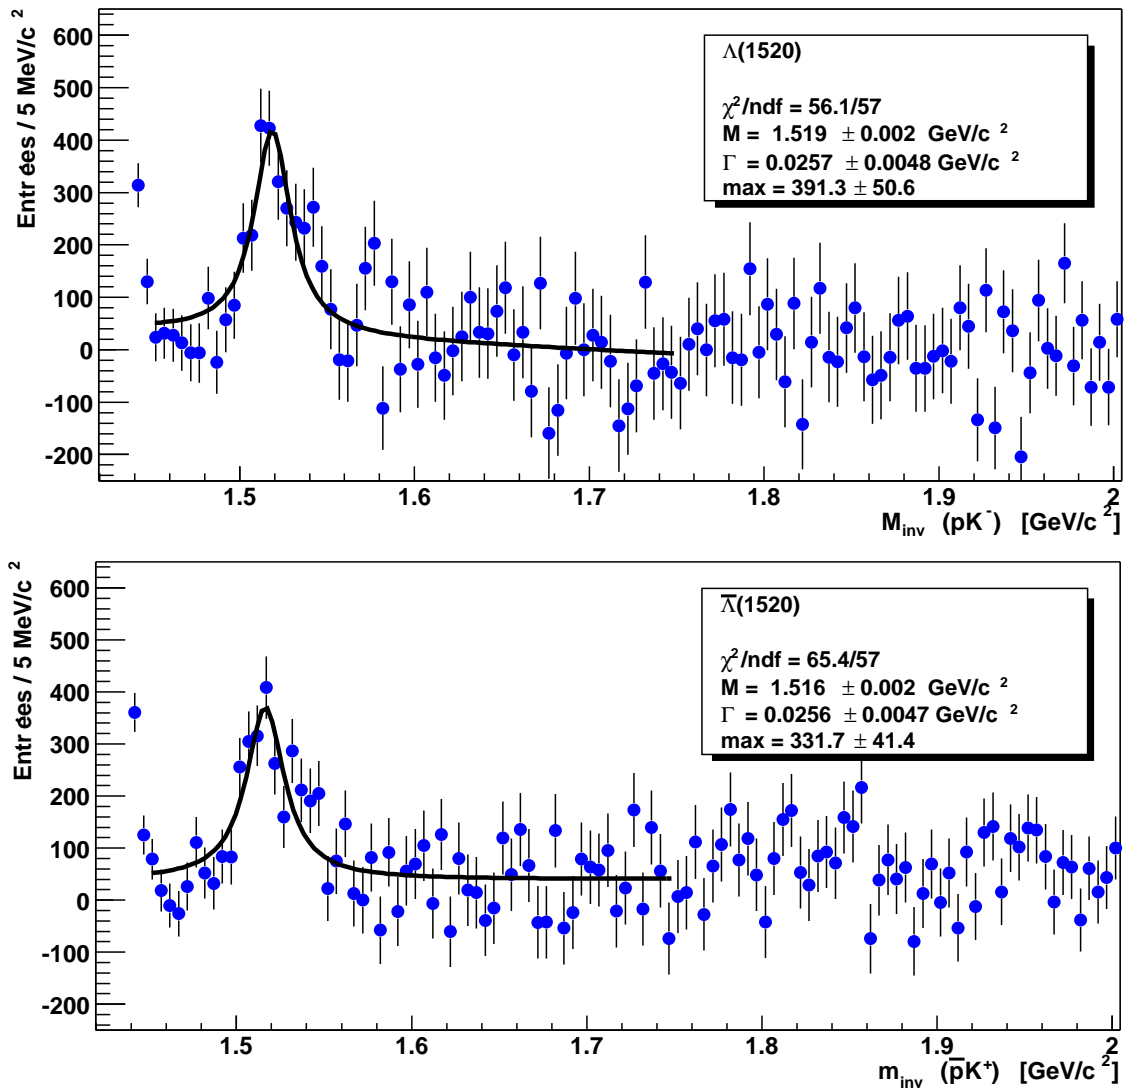 Entr ées / 5 MeV/c ²
600
500
400
300
200
100
0
-100
-200
Λ(1520)
χ²/ndf = 56.1/57
M = 1.519 ± 0.002 GeV/c ²
Γ = 0.0257 ± 0.0048 GeV/c ²
max = 391.3 ± 50.6
1.5 1.6 1.7 1.8 1.9 2
M_inv (pK⁻) [GeV/c ²]
Entr ées / 5 MeV/c ²
600
500
400
300
200
100
0
-100
-200
Λ̅(1520)
χ²/ndf = 65.4/57
M = 1.516 ± 0.002 GeV/c ²
Γ = 0.0256 ± 0.0047 GeV/c ²
max = 331.7 ± 41.4
1.5 1.6 1.7 1.8 1.9 2
m_inv (p̅K⁺) [GeV/c ²]